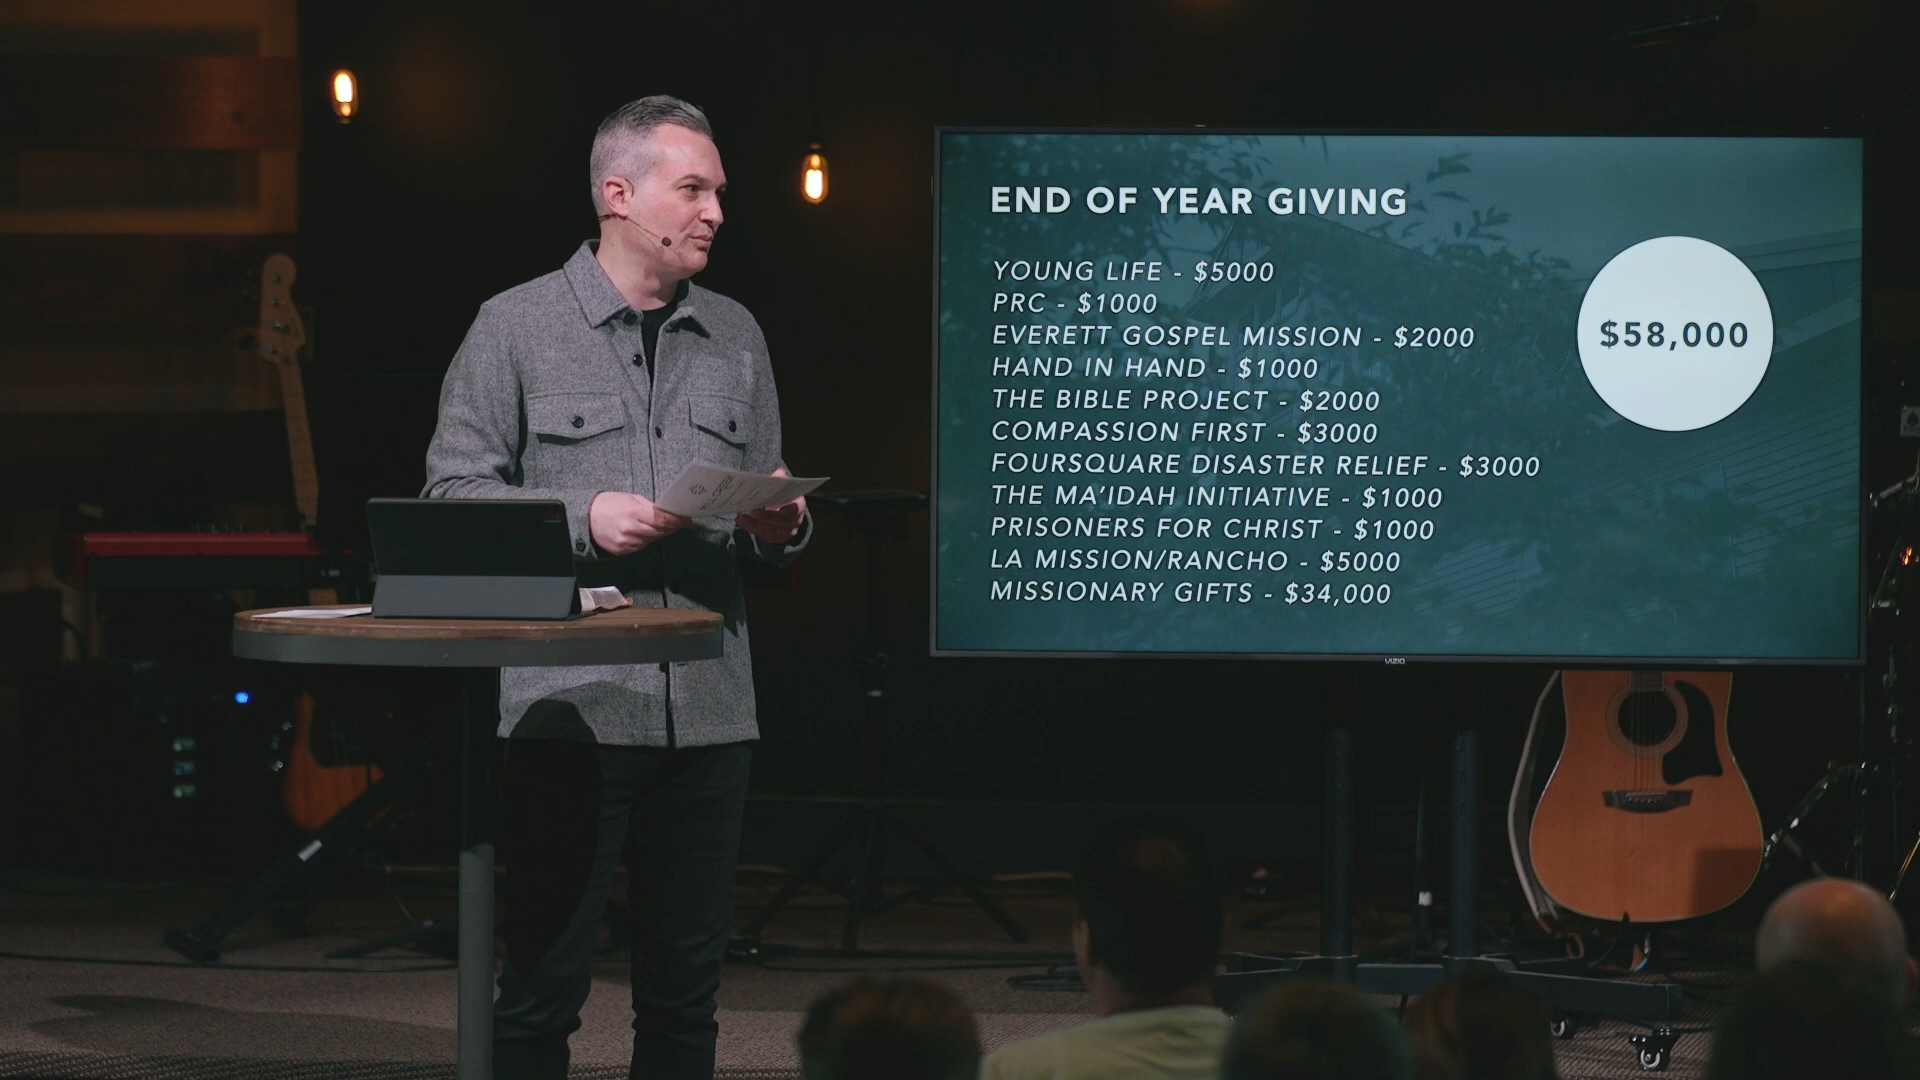 END OF YEAR GIVING
YOUNG LIFE - $5000
PRC - $1000
EVERETT GOSPEL MISSION - $2000
HAND IN HAND - $1000
THE BIBLE PROJECT - $2000
COMPASSION FIRST - $3000
FOURSQUARE DISASTER RELIEF - $3000
THE MA'IDAH INITIATIVE - $1000
PRISONERS FOR CHRIST - $1000
LA MISSION/RANCHO - $5000
MISSIONARY GIFTS - $34,000
$58,000
VIZIO